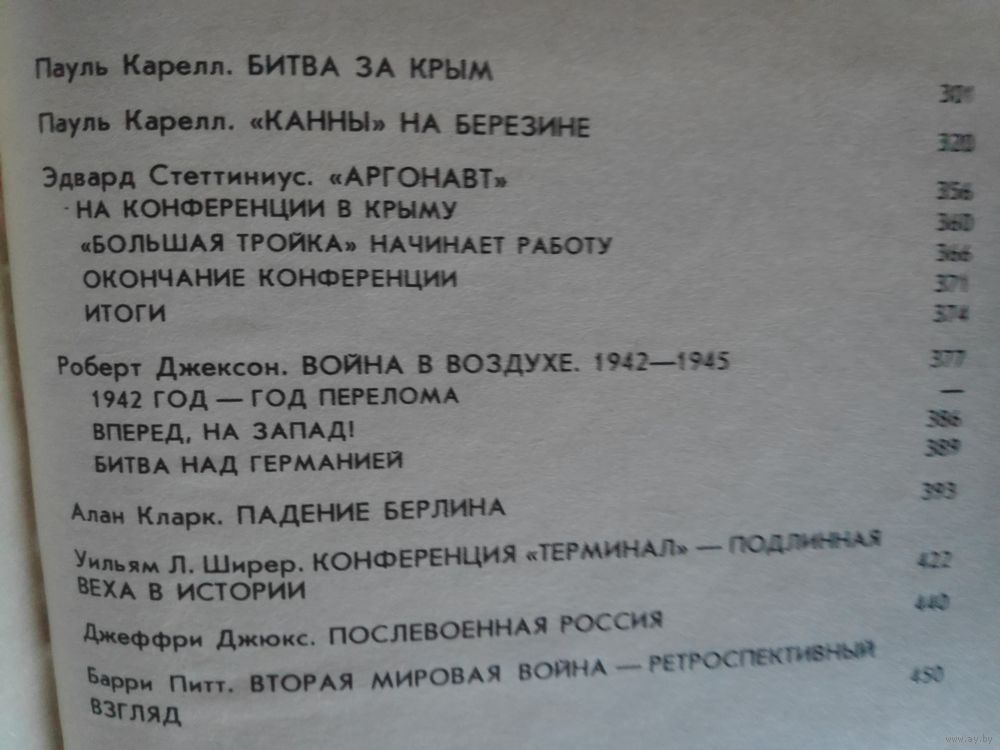 Пауль Карелл. БИТВА ЗА КРЫМ
Пауль Карелл. «КАННЫ» НА БЕРЕЗИНЕ 320
Эдвард Стеттиниус. «АРГОНАВТ» 356
НА КОНФЕРЕНЦИИ В КРЫМУ 360
«БОЛЬШАЯ ТРОЙКА» НАЧИНАЕТ РАБОТУ 366
ОКОНЧАНИЕ КОНФЕРЕНЦИИ 371
ИТОГИ 374
Роберт Джексон. ВОЙНА В ВОЗДУХЕ. 1942—1945 377
1942 ГОД — ГОД ПЕРЕЛОМА —
ВПЕРЕД, НА ЗАПАД! 386
БИТВА НАД ГЕРМАНИЕЙ 389
Алан Кларк. ПАДЕНИЕ БЕРЛИНА 393
Уильям Л. Ширер. КОНФЕРЕНЦИЯ «ТЕРМИНАЛ» — ПОДЛИННАЯ
ВЕХА В ИСТОРИИ 422
Джеффри Джюкс. ПОСЛЕВОЕННАЯ РОССИЯ 440
Барри Питт. ВТОРАЯ МИРОВАЯ ВОЙНА — РЕТРОСПЕКТИВНЫЙ
ВЗГЛЯД 450
www.ay.by